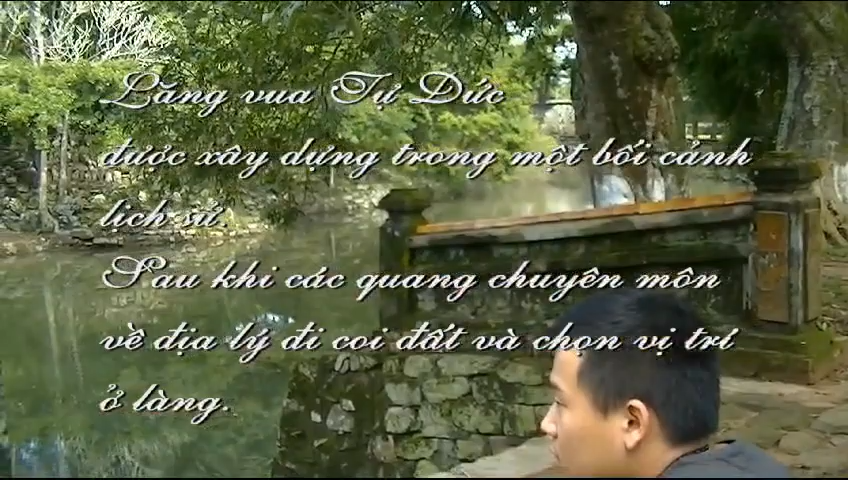 Lăng vua Tư Đức
được xây dựng trong một bối cảnh
lịch sử.
Sau khi các quang chuyên môn
về địa lý đi coi đất và chọn vị trí
ở làng.